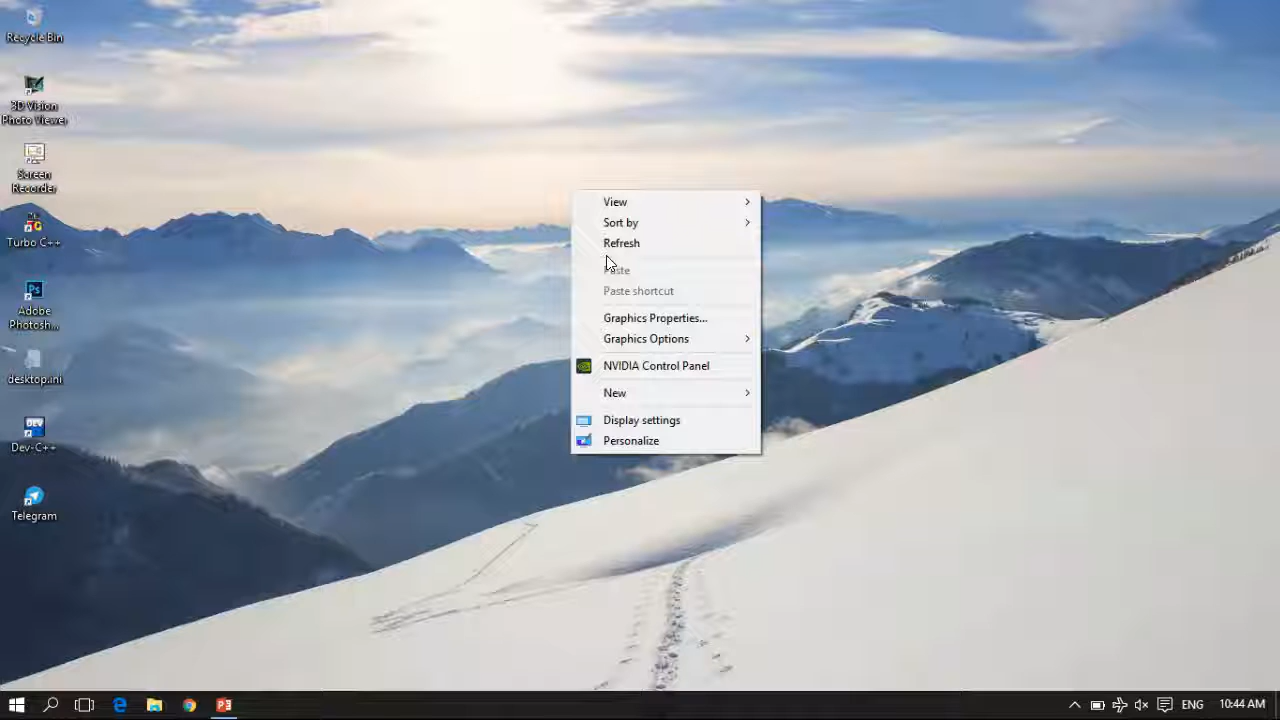 Recycle Bin
3D Vision
Photo Viewer
Screen
Recorder
Turbo C++
Adobe
Photosh...
desktop.ini
Dev-C++
Telegram
View
Sort by
Refresh
Paste
Paste shortcut
Graphics Properties...
Graphics Options
NVIDIA Control Panel
New
Display settings
Personalize
ENG
10:44 AM